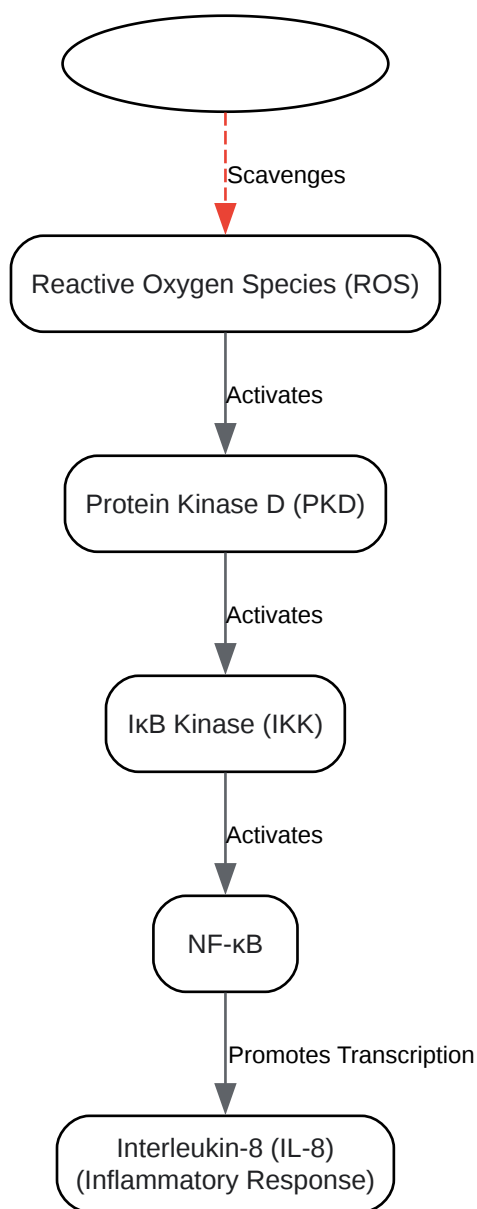 Scavenges
Reactive Oxygen Species (ROS)
Activates
Protein Kinase D (PKD)
Activates
IκB Kinase (IKK)
Activates
NF-κB
Promotes Transcription
Interleukin-8 (IL-8)
(Inflammatory Response)